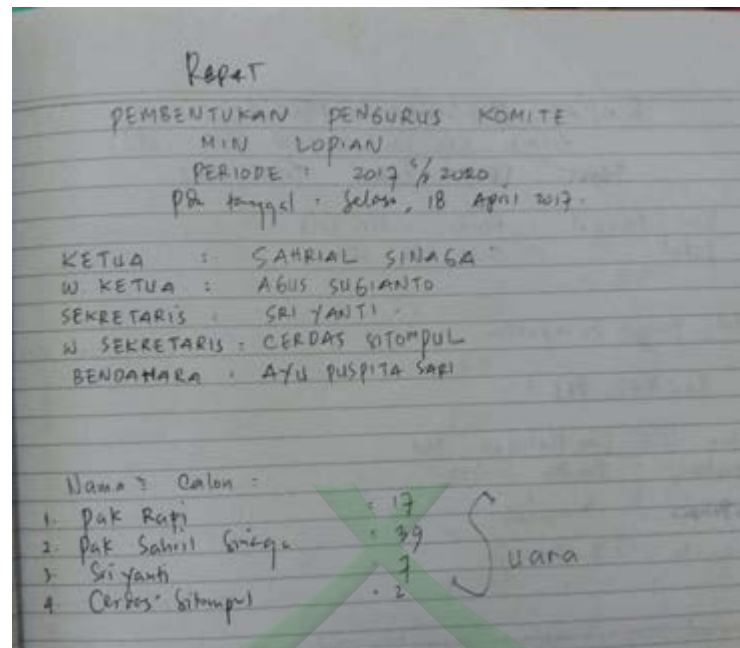 Rapat
PEMBENTUKAN PENGURUS KOMITE
MIN LOPIAN
PERIODE : 2017 s/d 2020
Pda tanggal : Selasa, 18 April 2017.
KETUA : SAHRIAL SINAGA
W. KETUA : AGUS SUGIANTO
SEKRETARIS : SRI YANTI.
W SEKRETARIS : CERDAS SITOMPUL
BENDAHARA : AYU PUSPITA SARI
Nama² Calon :
1. Pak Rapi : 17
2. Pak Sahril Sinaga : 39
3. Sri yanti : 7
4. Cerdas Sitompul : 2
Suara